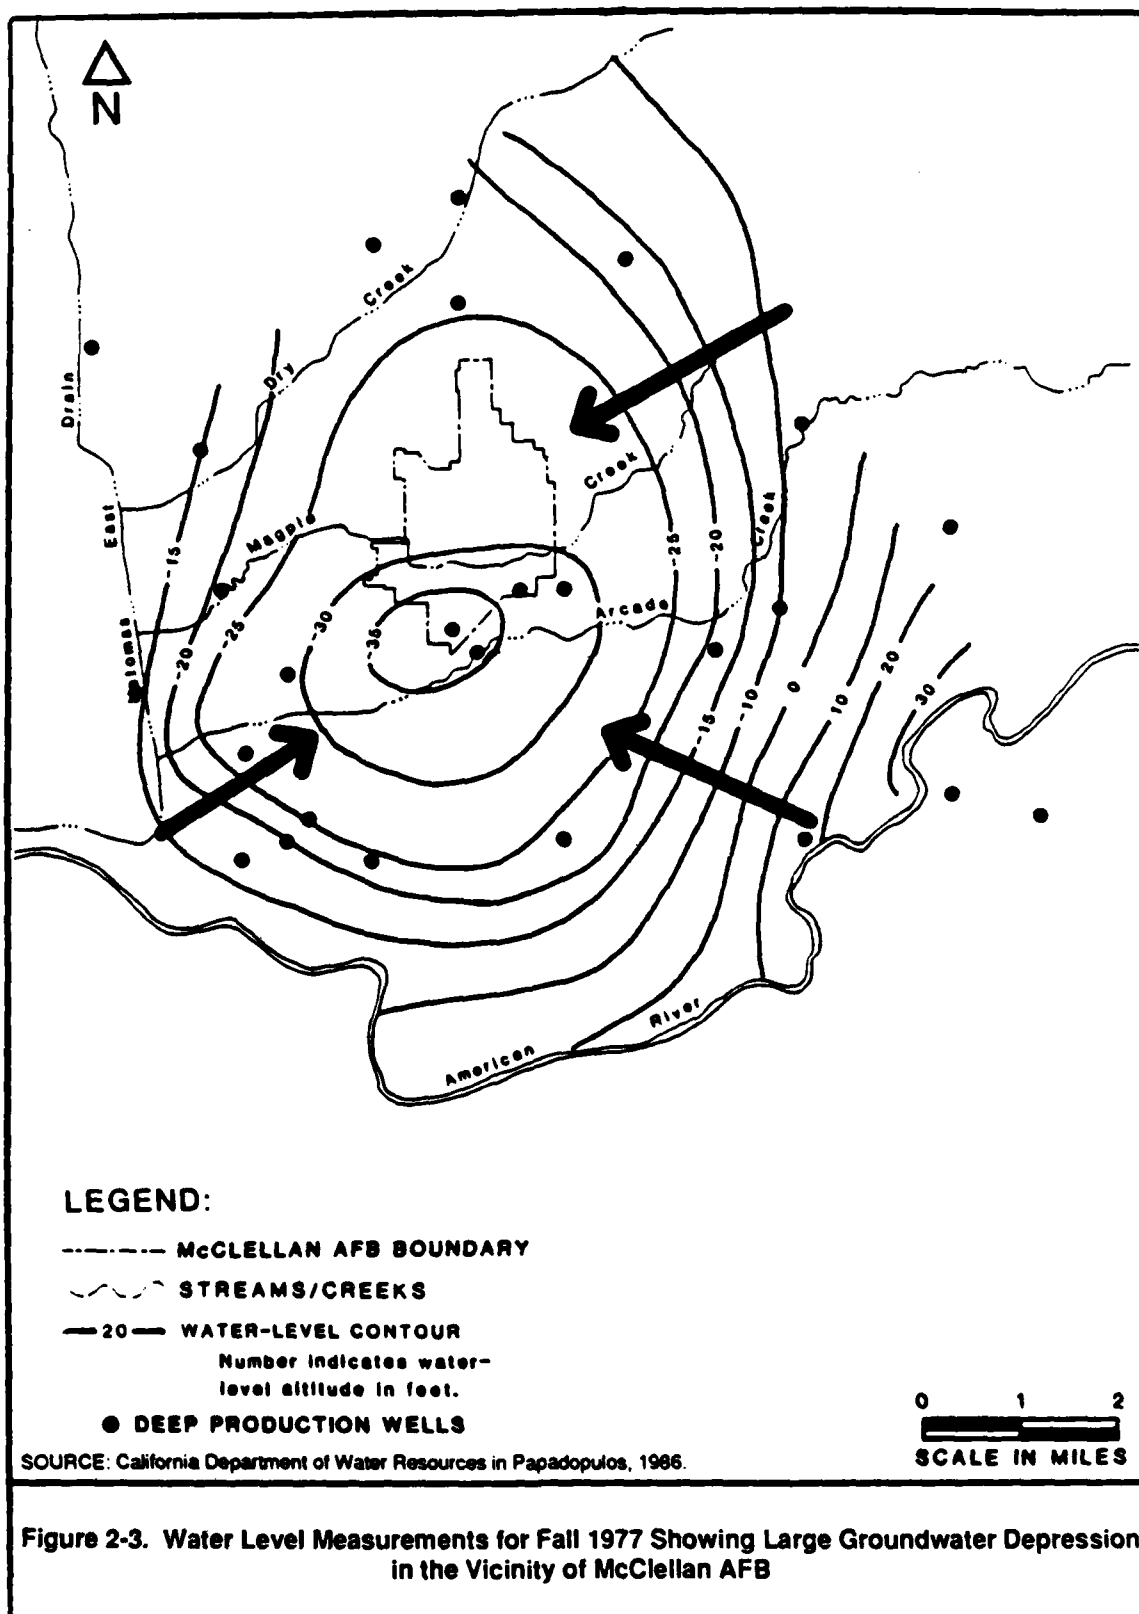 N
Creek
Dry
Drain
East
Magpie
Creek
Creek
Arcade
-15
-20
-25
-30
-35
-25
-20
-15
-10
0
10
20
30
American
River
LEGEND:
McCLELLAN AFB BOUNDARY
STREAMS/CREEKS
20 WATER-LEVEL CONTOUR
Number indicates water-
level altitude in feet.
DEEP PRODUCTION WELLS
0 1 2
SCALE IN MILES
SOURCE: California Department of Water Resources in Papadopulos, 1986.
Figure 2-3. Water Level Measurements for Fall 1977 Showing Large Groundwater Depression
in the Vicinity of McClellan AFB